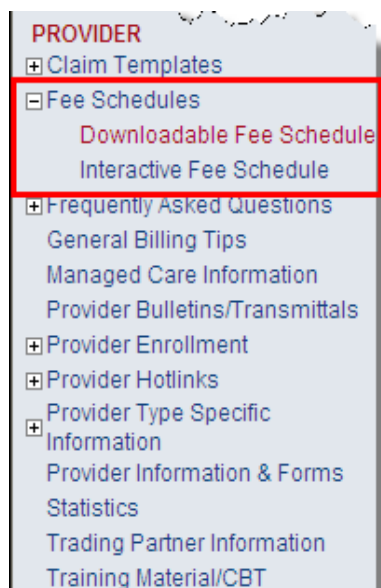 PROVIDER
Claim Templates
Fee Schedules
Downloadable Fee Schedule
Interactive Fee Schedule
Frequently Asked Questions
General Billing Tips
Managed Care Information
Provider Bulletins/Transmittals
Provider Enrollment
Provider Hotlinks
Provider Type Specific
Information
Provider Information & Forms
Statistics
Trading Partner Information
Training Material/CBT